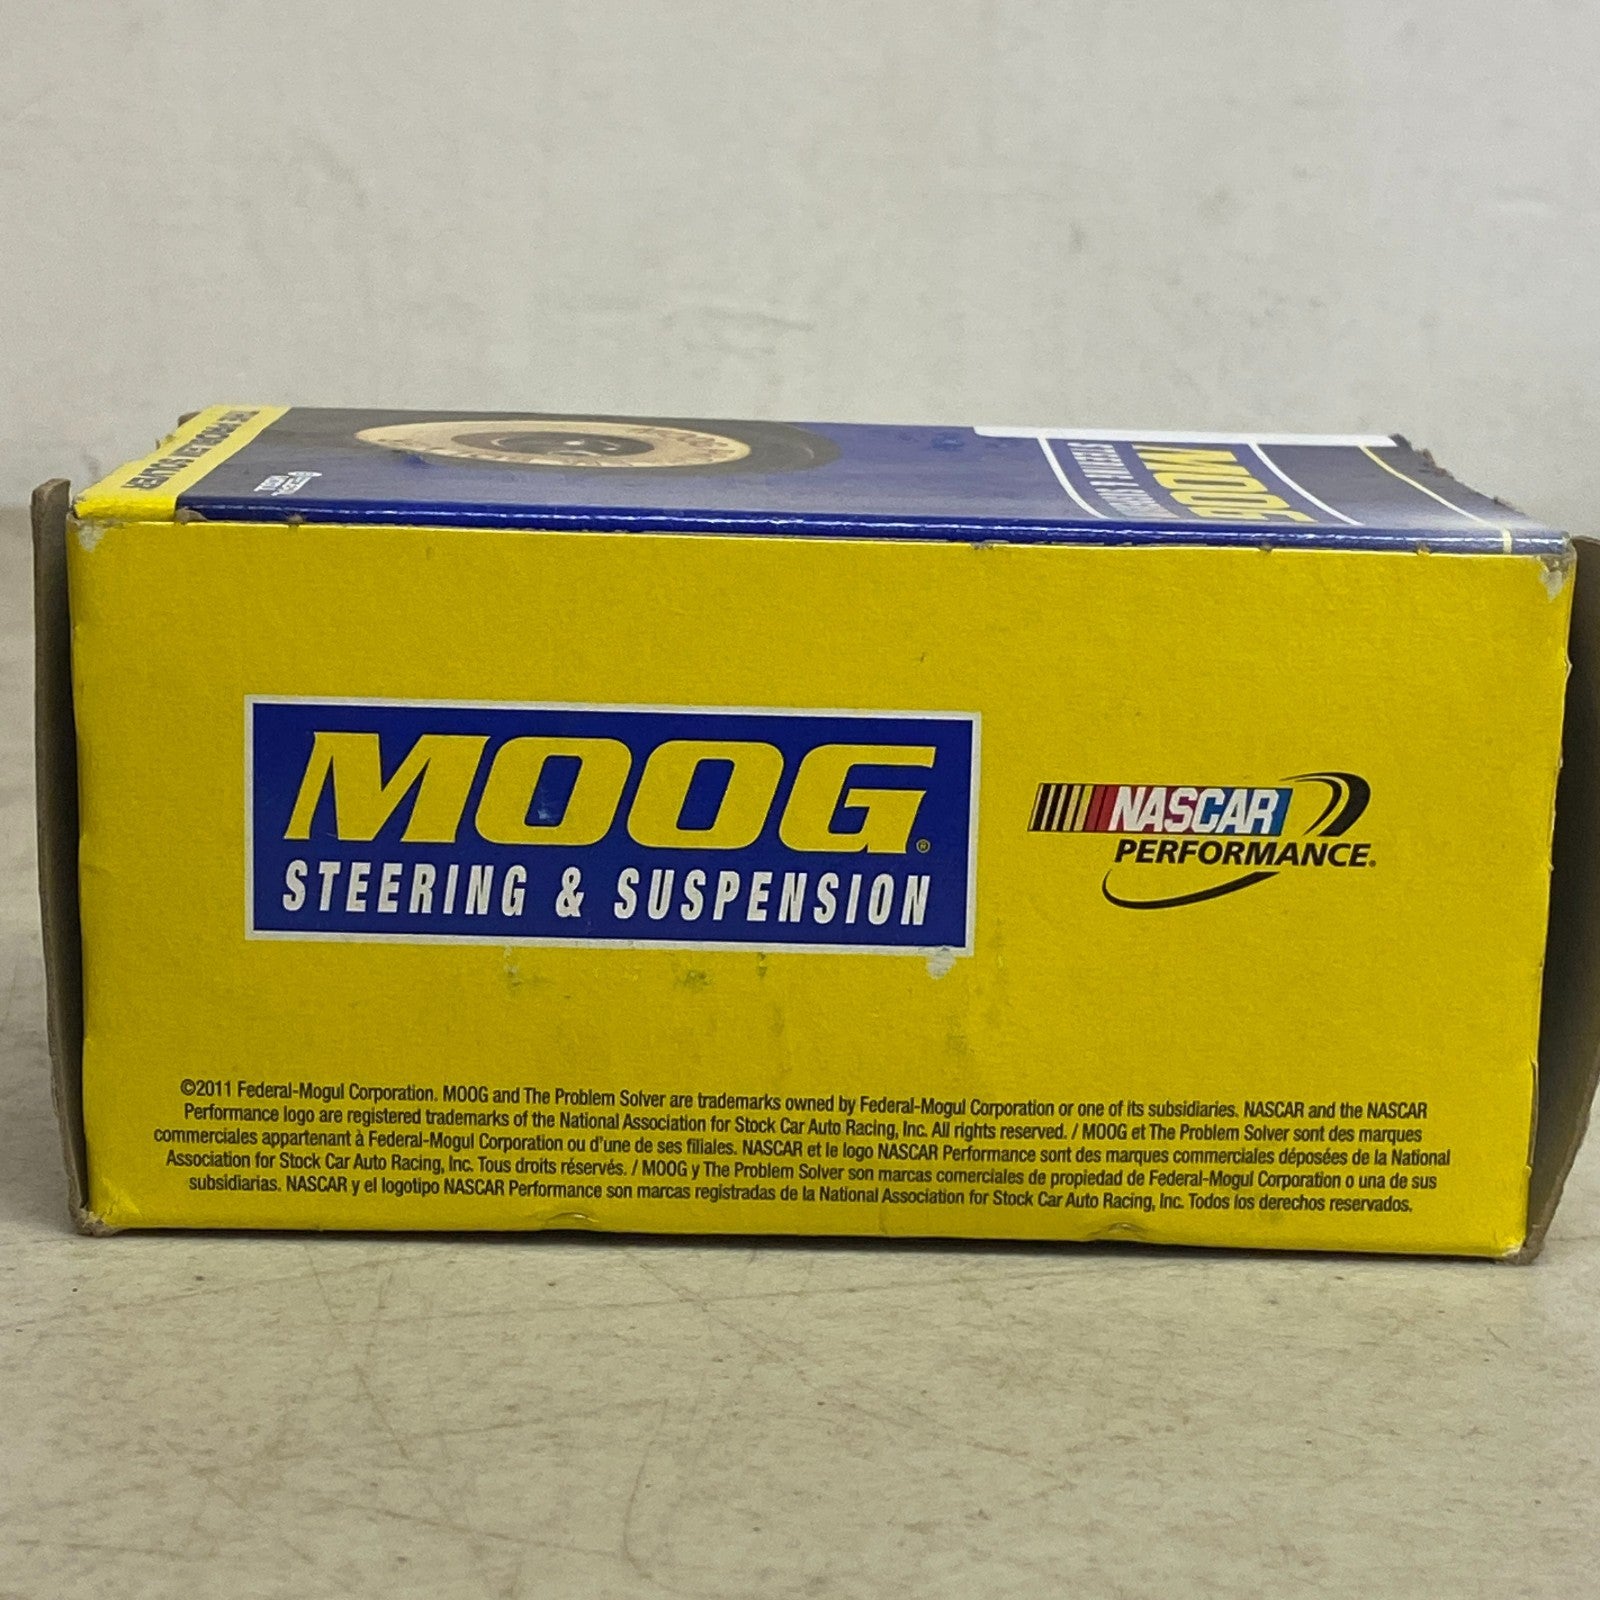 THE PROBLEM SOLVER
MOOG
STEERING & SUSPENSION
MOOG®
STEERING & SUSPENSION
NASCAR
PERFORMANCE®
©2011 Federal-Mogul Corporation. MOOG and The Problem Solver are trademarks owned by Federal-Mogul Corporation or one of its subsidiaries. NASCAR and the NASCAR
Performance logo are registered trademarks of the National Association for Stock Car Auto Racing, Inc. All rights reserved. / MOOG et The Problem Solver sont des marques
commerciales appartenant à Federal-Mogul Corporation ou d'une de ses filiales. NASCAR et le logo NASCAR Performance sont des marques commerciales déposées de la National
Association for Stock Car Auto Racing, Inc. Tous droits réservés. / MOOG y The Problem Solver son marcas comerciales de propiedad de Federal-Mogul Corporation o una de sus
subsidiarias. NASCAR y el logotipo NASCAR Performance son marcas registradas de la National Association for Stock Car Auto Racing, Inc. Todos los derechos reservados.